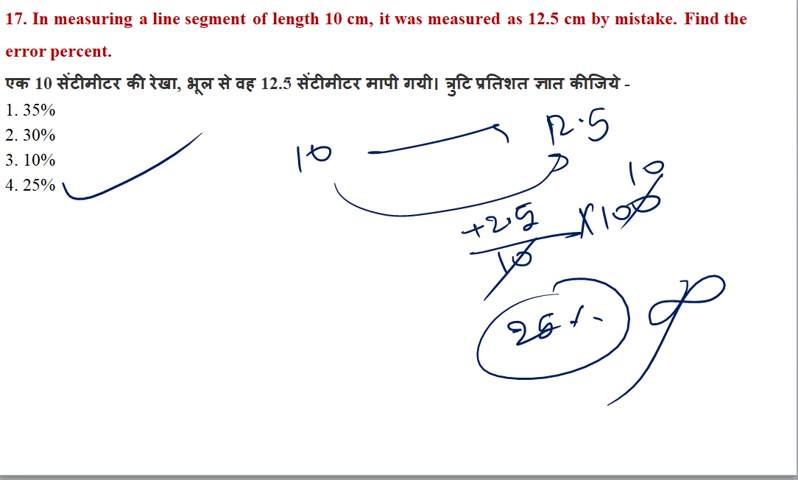 17. In measuring a line segment of length 10 cm, it was measured as 12.5 cm by mistake. Find the
error percent.
एक 10 सेंटीमीटर की रेखा, भूल से वह 12.5 सेंटीमीटर मापी गयी। त्रुटि प्रतिशत ज्ञात कीजिये -
1. 35%
2. 30%
3. 10%
4. 25%
10 12.5
10
+2.5 × 100
10
25%